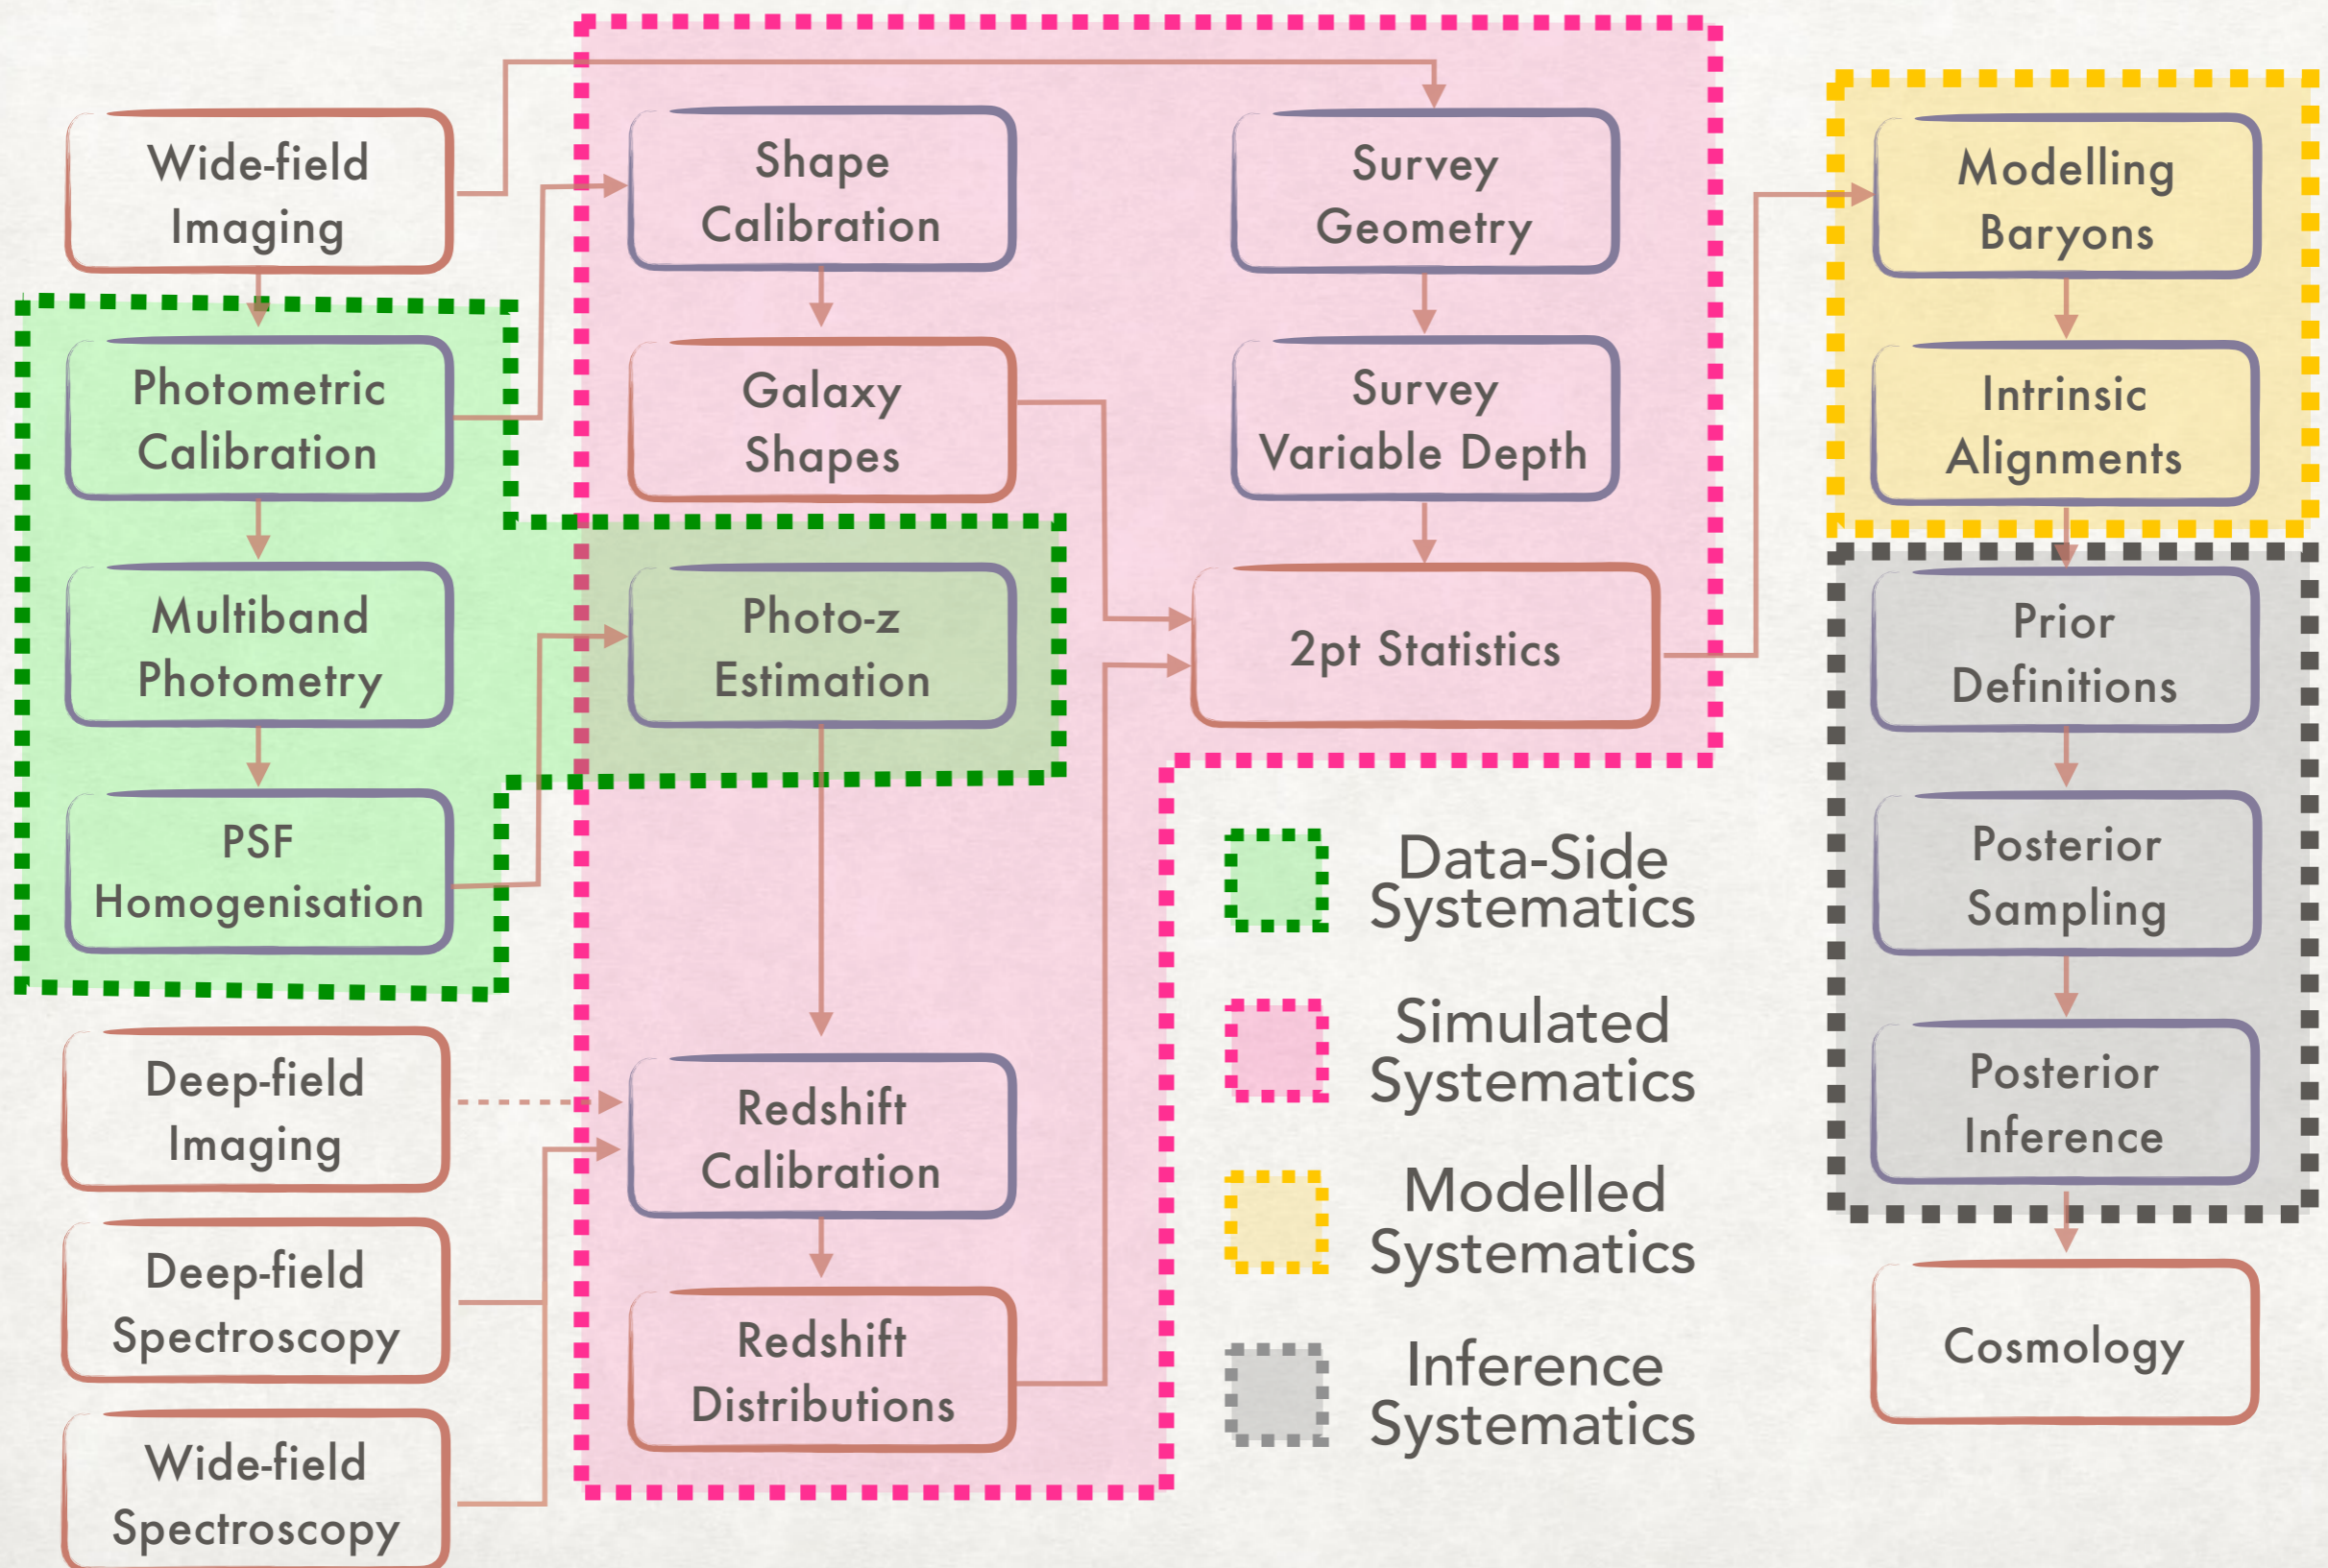 Wide-field
Imaging
Photometric
Calibration
Multiband
Photometry
PSF
Homogenisation
Deep-field
Imaging
Deep-field
Spectroscopy
Wide-field
Spectroscopy
Shape
Calibration
Galaxy
Shapes
Photo-z
Estimation
Redshift
Calibration
Redshift
Distributions
Survey
Geometry
Survey
Variable Depth
2pt Statistics
Data-Side
Systematics
Simulated
Systematics
Modelled
Systematics
Inference
Systematics
Modelling
Baryons
Intrinsic
Alignments
Prior
Definitions
Posterior
Sampling
Posterior
Inference
Cosmology